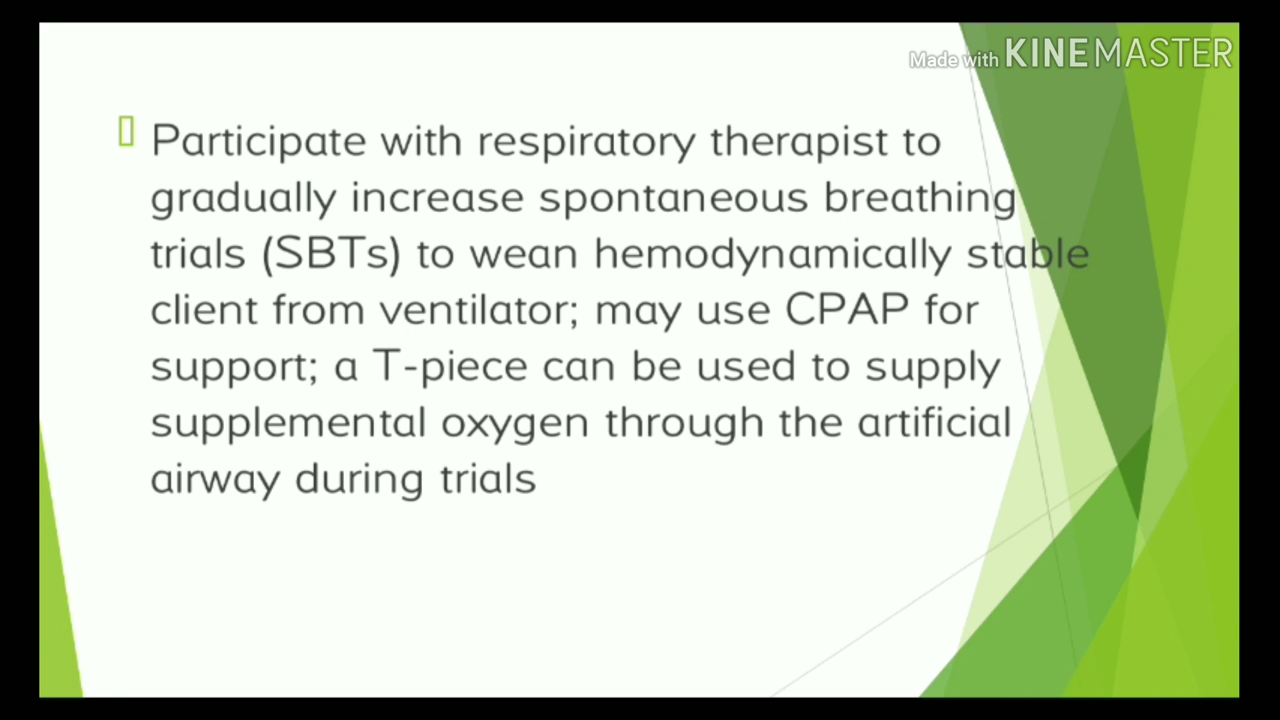 Made with KINEMASTER
Participate with respiratory therapist to
gradually increase spontaneous breathing
trials (SBTs) to wean hemodynamically stable
client from ventilator; may use CPAP for
support; a T-piece can be used to supply
supplemental oxygen through the artificial
airway during trials